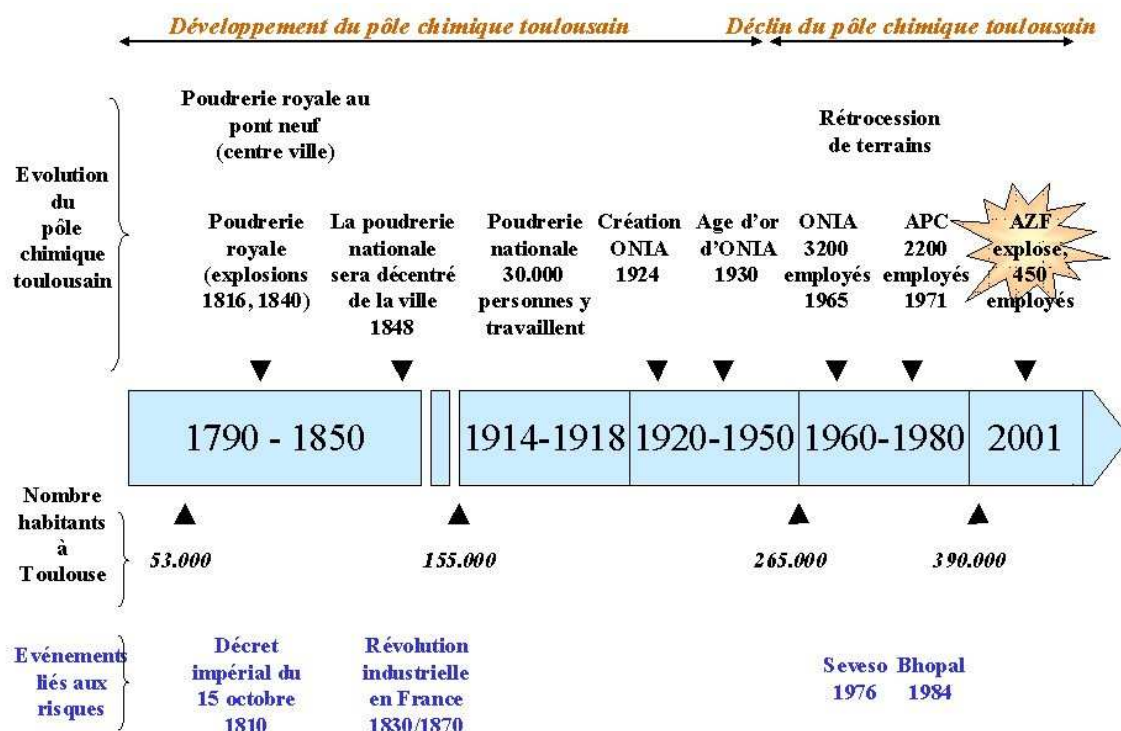 Développement du pôle chimique toulousain
Déclin du pôle chimique toulousain
Evolution
du
pôle
chimique
toulousain
Poudrerie royale au
pont neuf
(centre ville)
Rétrocession
de terrains
Poudrerie
royale
(explosions
1816, 1840)
La poudrerie
nationale
sera décentré
de la ville
1848
Poudrerie
nationale
30.000
personnes y
travaillent
Création
ONIA
1924
Age d'or
d'ONIA
1930
ONIA
3200
employés
1965
APC
2200
employés
1971
AZF
explose,
450
employés
1790 - 1850
1914-1918
1920-1950
1960-1980
2001
Nombre
habitants
à
Toulouse
53.000
155.000
265.000
390.000
Evénements
liés aux
risques
Décret
impérial du
15 octobre
1810
Révolution
industrielle
en France
1830/1870
Seveso
1976
Bhopal
1984